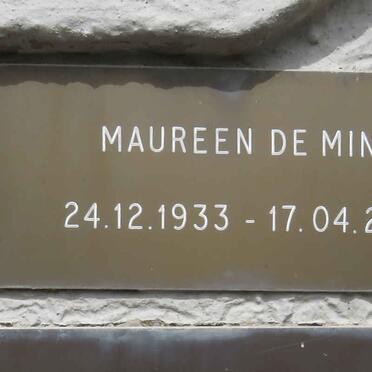 MAUREEN DE MIN
24.12.1933 - 17.04.2